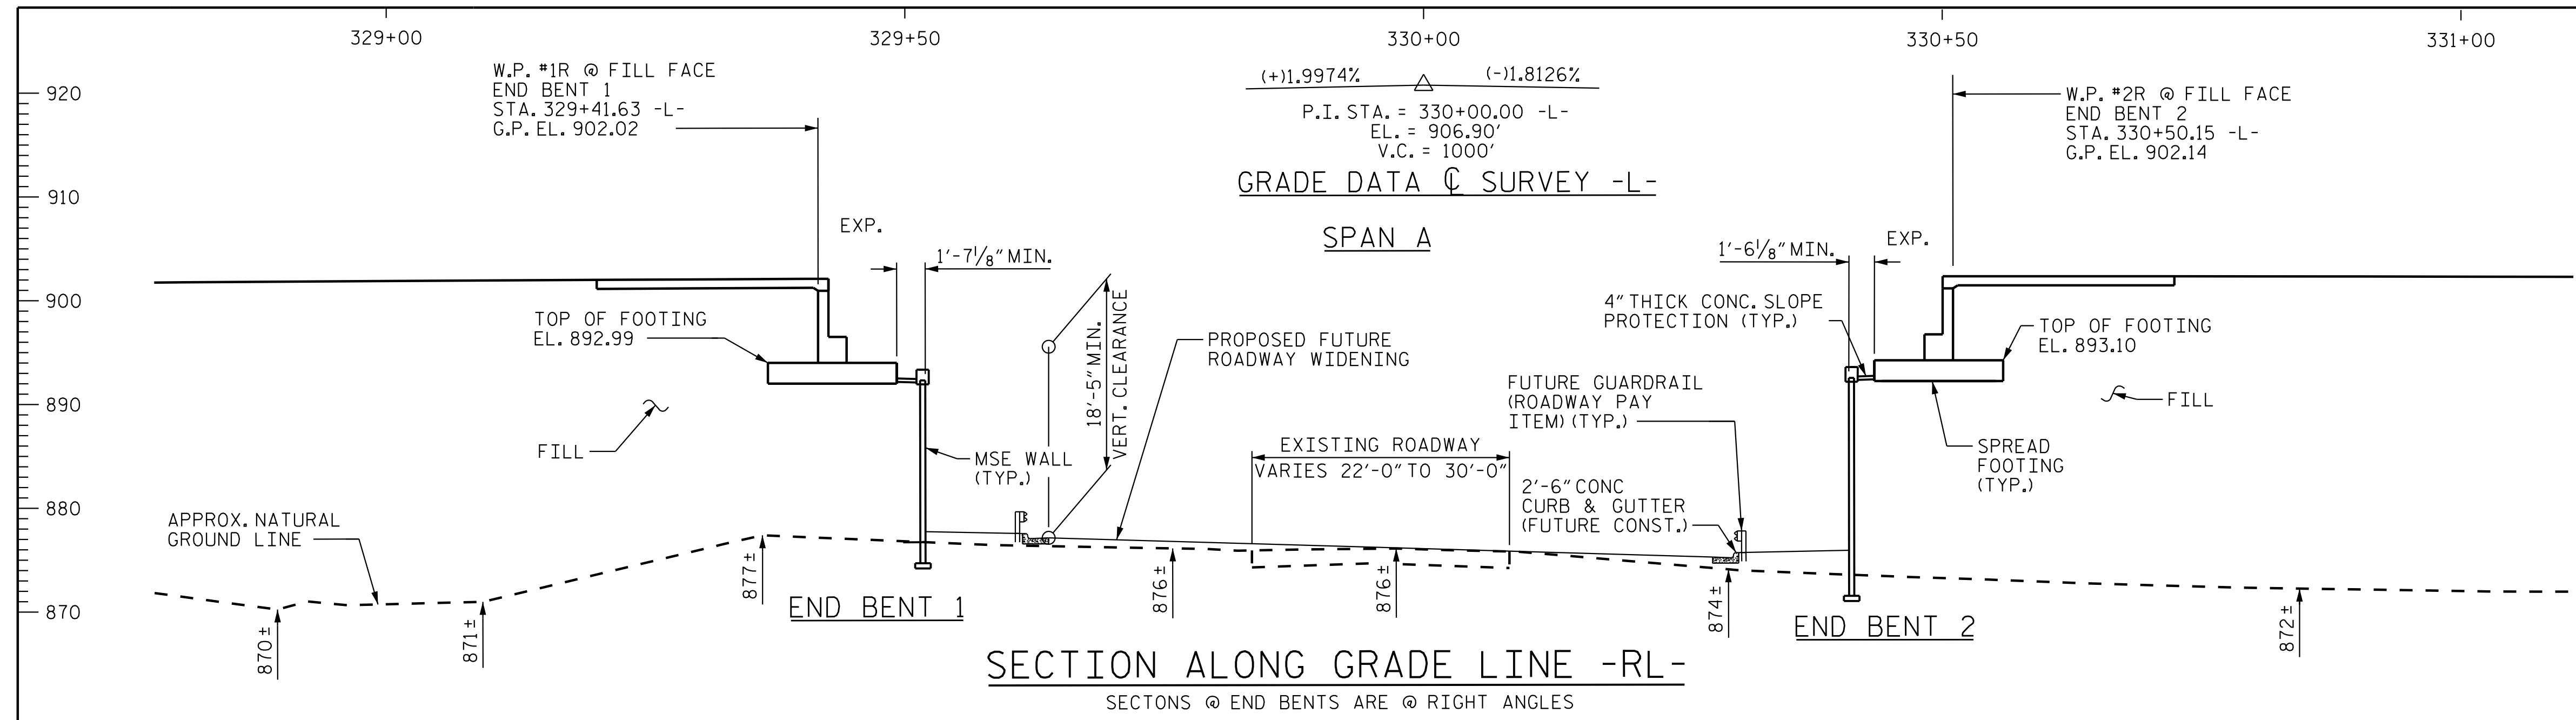 329+00
329+50
330+00
330+50
331+00
920
910
900
890
880
870
W.P. #1R @ FILL FACE
END BENT 1
STA. 329+41.63 -L-
G.P. EL. 902.02
(+)1.9974%
(-)1.8126%
P.I. STA. = 330+00.00 -L-
EL. = 906.90'
V.C. = 1000'
GRADE DATA ℄ SURVEY -L-
SPAN A
W.P. #2R @ FILL FACE
END BENT 2
STA. 330+50.15 -L-
G.P. EL. 902.14
EXP.
1'-7 1/8" MIN.
1'-6 1/8" MIN.
EXP.
TOP OF FOOTING
EL. 892.99
18'-5" MIN.
VERT. CLEARANCE
PROPOSED FUTURE
ROADWAY WIDENING
4" THICK CONC. SLOPE
PROTECTION (TYP.)
TOP OF FOOTING
EL. 893.10
FILL
MSE WALL
(TYP.)
EXISTING ROADWAY
VARIES 22'-0" TO 30'-0"
FUTURE GUARDRAIL
(ROADWAY PAY
ITEM) (TYP.)
2'-6" CONC
CURB & GUTTER
(FUTURE CONST.)
FILL
SPREAD
FOOTING
(TYP.)
APPROX. NATURAL
GROUND LINE
870±
871±
877±
876±
876±
874±
872±
END BENT 1
END BENT 2
SECTION ALONG GRADE LINE -RL-
SECTONS @ END BENTS ARE @ RIGHT ANGLES